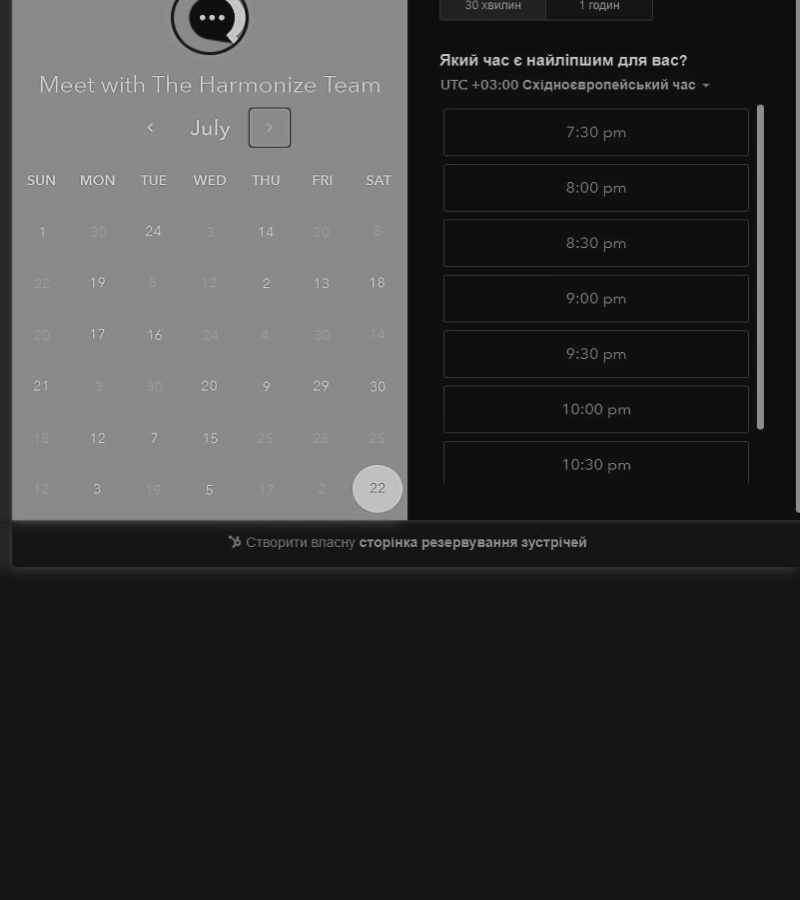 Meet with The Harmonize Team
July
SUN MON TUE WED THU FRI SAT
1 30 24 3 14 20 8
22 19 5 12 2 13 18
20 17 16 24 4 30 14
21 3 30 20 9 29 30
18 12 7 15 25 28 25
12 3 19 5 17 2 22
30 хвилин 1 годин
Який час є найліпшим для вас?
UTC +03:00 Східноєвропейський час
7:30 pm
8:00 pm
8:30 pm
9:00 pm
9:30 pm
10:00 pm
10:30 pm
Створити власну сторінка резервування зустрічей